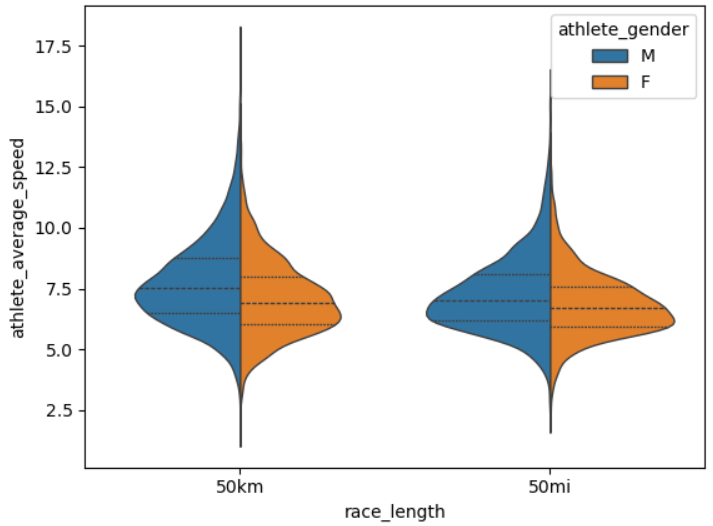 athlete_gender
M
F
athlete_average_speed
17.5
15.0
12.5
10.0
7.5
5.0
2.5
50km
50mi
race_length